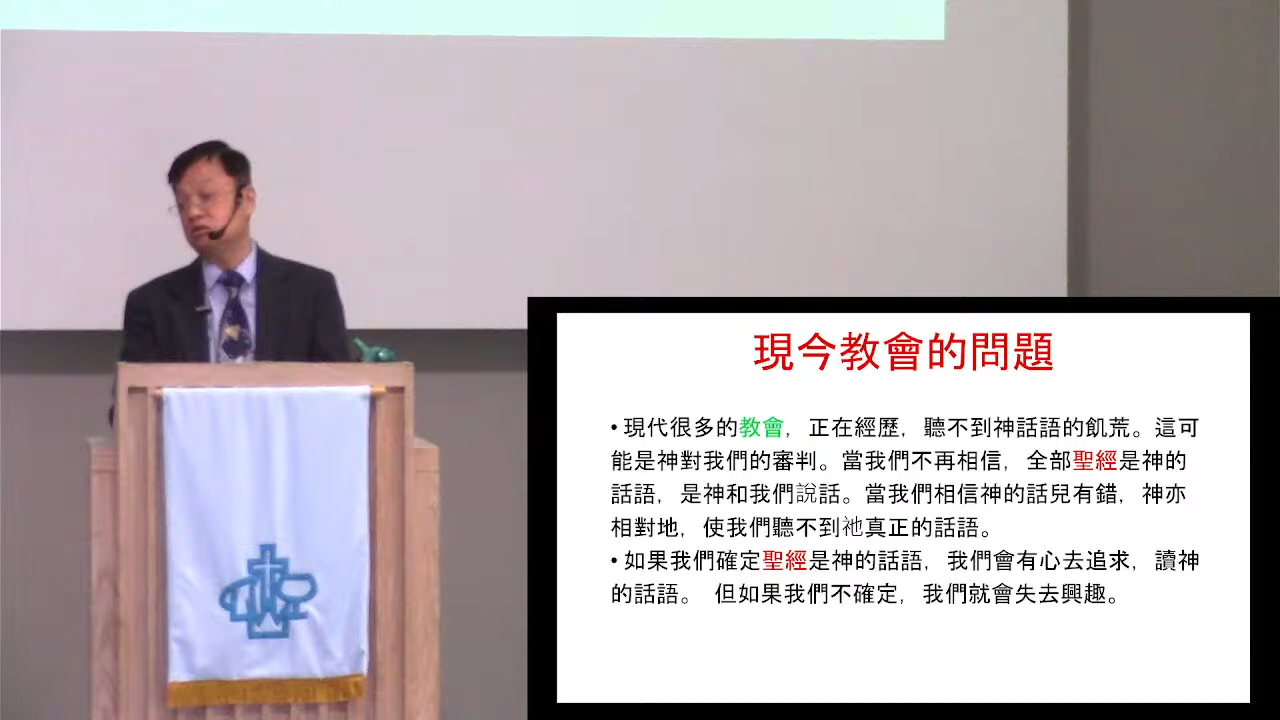 現今教會的問題
• 現代很多的教會，正在經歷，聽不到神話語的飢荒。這可
能是神對我們的審判。當我們不再相信，全部聖經是神的
話語，是神和我們說話。當我們相信神的話兒有錯，神亦
相對地，使我們聽不到祂真正的話語。
• 如果我們確定聖經是神的話語，我們會有心去追求，讀神
的話語。 但如果我們不確定，我們就會失去興趣。